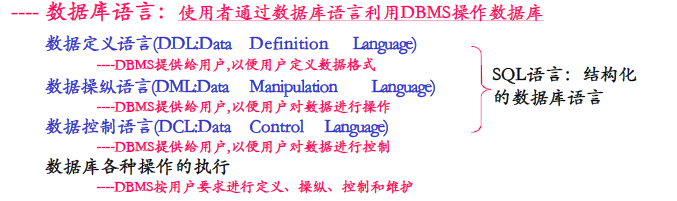 ---- 数据库语言：使用者通过数据库语言利用DBMS操作数据库
数据定义语言(DDL:Data Definition Language)
----DBMS提供给用户,以便用户定义数据格式
数据操纵语言(DML:Data Manipulation Language)
----DBMS提供给用户,以便用户对数据进行操作
数据控制语言(DCL:Data Control Language)
----DBMS提供给用户,以便用户对数据进行控制
数据库各种操作的执行
----DBMS按用户要求进行定义、操纵、控制和维护
SQL语言：结构化
的数据库语言